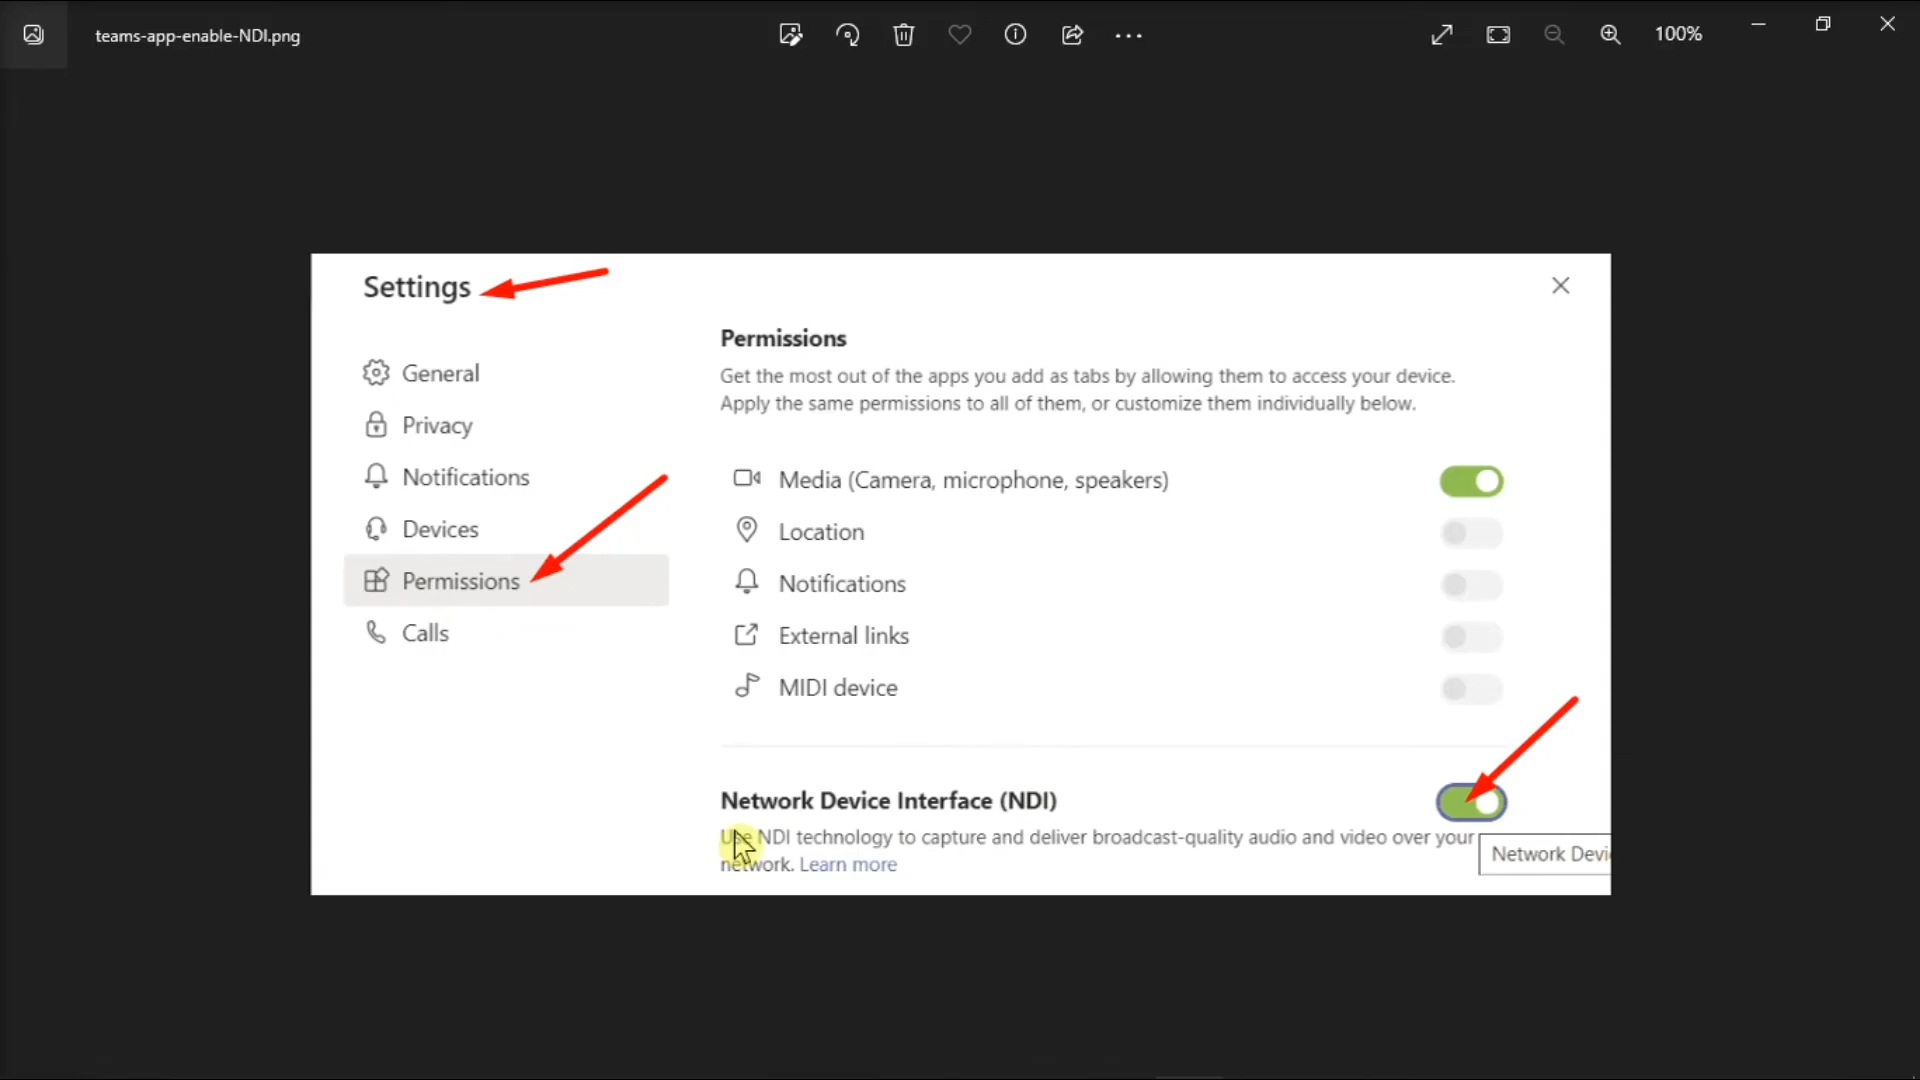 teams-app-enable-NDI.png
100%
Settings
General
Privacy
Notifications
Devices
Permissions
Calls
Permissions
Get the most out of the apps you add as tabs by allowing them to access your device.
Apply the same permissions to all of them, or customize them individually below.
Media (Camera, microphone, speakers)
Location
Notifications
External links
MIDI device
Network Device Interface (NDI)
Use NDI technology to capture and deliver broadcast-quality audio and video over your
network. Learn more
Network Devi